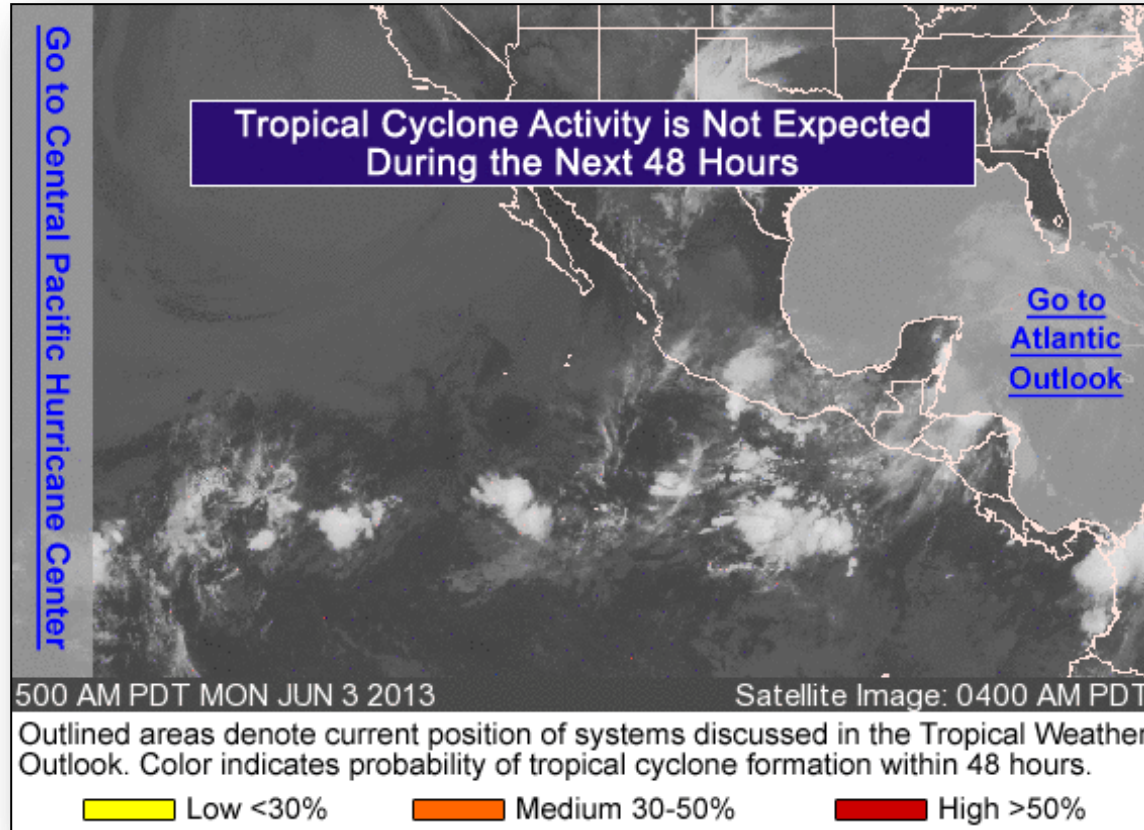 Go to Central Pacific Hurricane Center
Tropical Cyclone Activity is Not Expected
During the Next 48 Hours
Go to
Atlantic
Outlook
500 AM PDT MON JUN 3 2013
Satellite Image: 0400 AM PDT
Outlined areas denote current position of systems discussed in the Tropical Weather
Outlook. Color indicates probability of tropical cyclone formation within 48 hours.
Low <30%
Medium 30-50%
High >50%